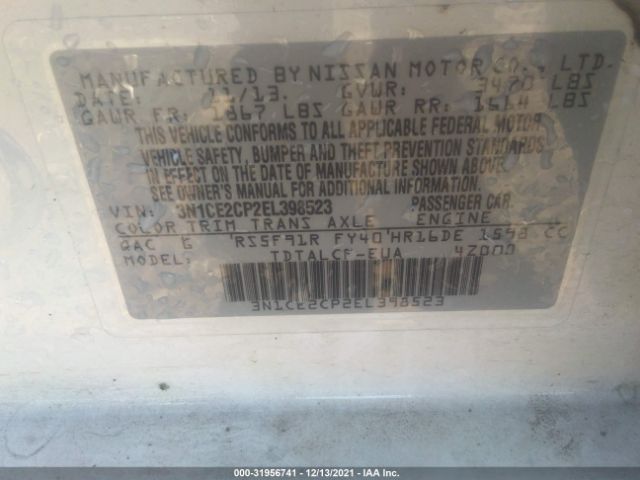 MANUFACTURED BY NISSAN MOTOR CO., LTD.
DATE: 11/13. GVWR: 3470 LBS
GAWR FR: 1867 LBS GAWR RR: 1614 LBS
THIS VEHICLE CONFORMS TO ALL APPLICABLE FEDERAL MOTOR
VEHICLE SAFETY, BUMPER AND THEFT PREVENTION STANDARDS
IN EFFECT ON THE DATE OF MANUFACTURE SHOWN ABOVE.
SEE OWNER'S MANUAL FOR ADDITIONAL INFORMATION.
VIN: 3N1CE2CP2EL398523 PASSENGER CAR
COLOR TRIM TRANS AXLE ENGINE
QAC G RS5F91R FY40 HR16DE 1598 CC
TDTALCF-EUA 4Z000
3N1CE2CP2EL398523
000-31956741 — 12/13/2021 — IAA Inc.